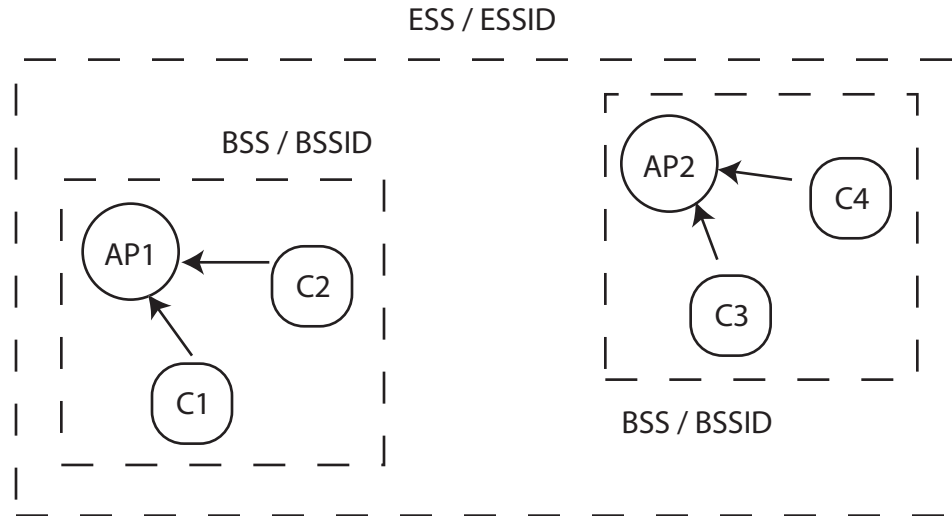 ESS / ESSID
BSS / BSSID
AP1
C2
C1
AP2
C4
C3
BSS / BSSID